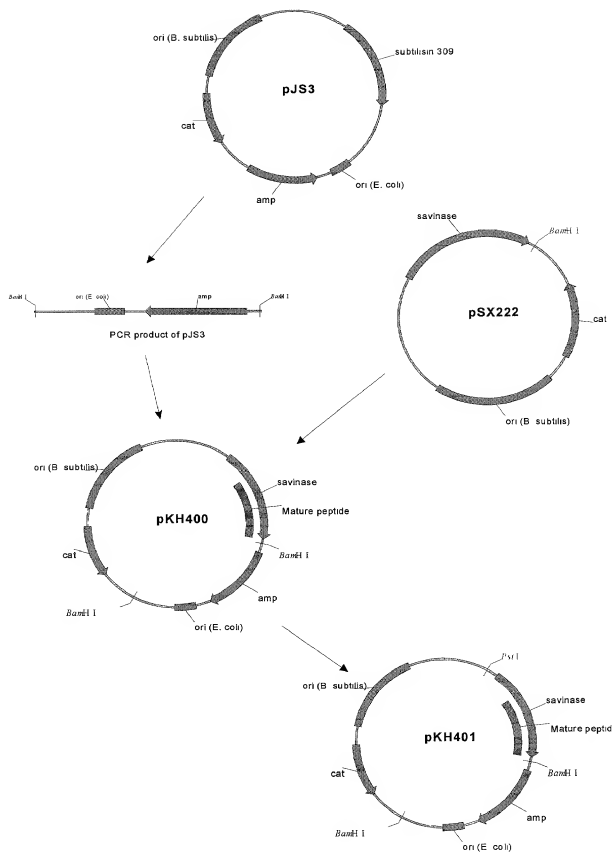 ori (B. subtilis)
subtilisin 309
pJS3
cat
ori (E. coli)
amp
savinase
BamH I
BamH I
ori (E. coli)
amp
BamH I
cat
pSX222
PCR product of pJS3
ori (B subtilis)
ori (B subtilis)
savinase
pKH400
Mature peptide
cat
BamH I
BamH I
amp
ori (E. coli)
Pst I
ori (B subtilis)
savinase
pKH401
Mature peptid
BamH I
cat
BamH I
amp
ori (E. coli)